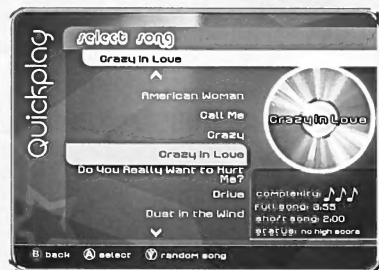 Quickplay
select song
Crazy In Love
American Woman
Call Me
Crazy
Crazy In Love
Do You Really Want to Hurt
Me?
Drive
Dust in the Wind
Crazy In Love
complexity:
full song: 3:55
short song: 2:00
status: no high score
B back A select Y random song